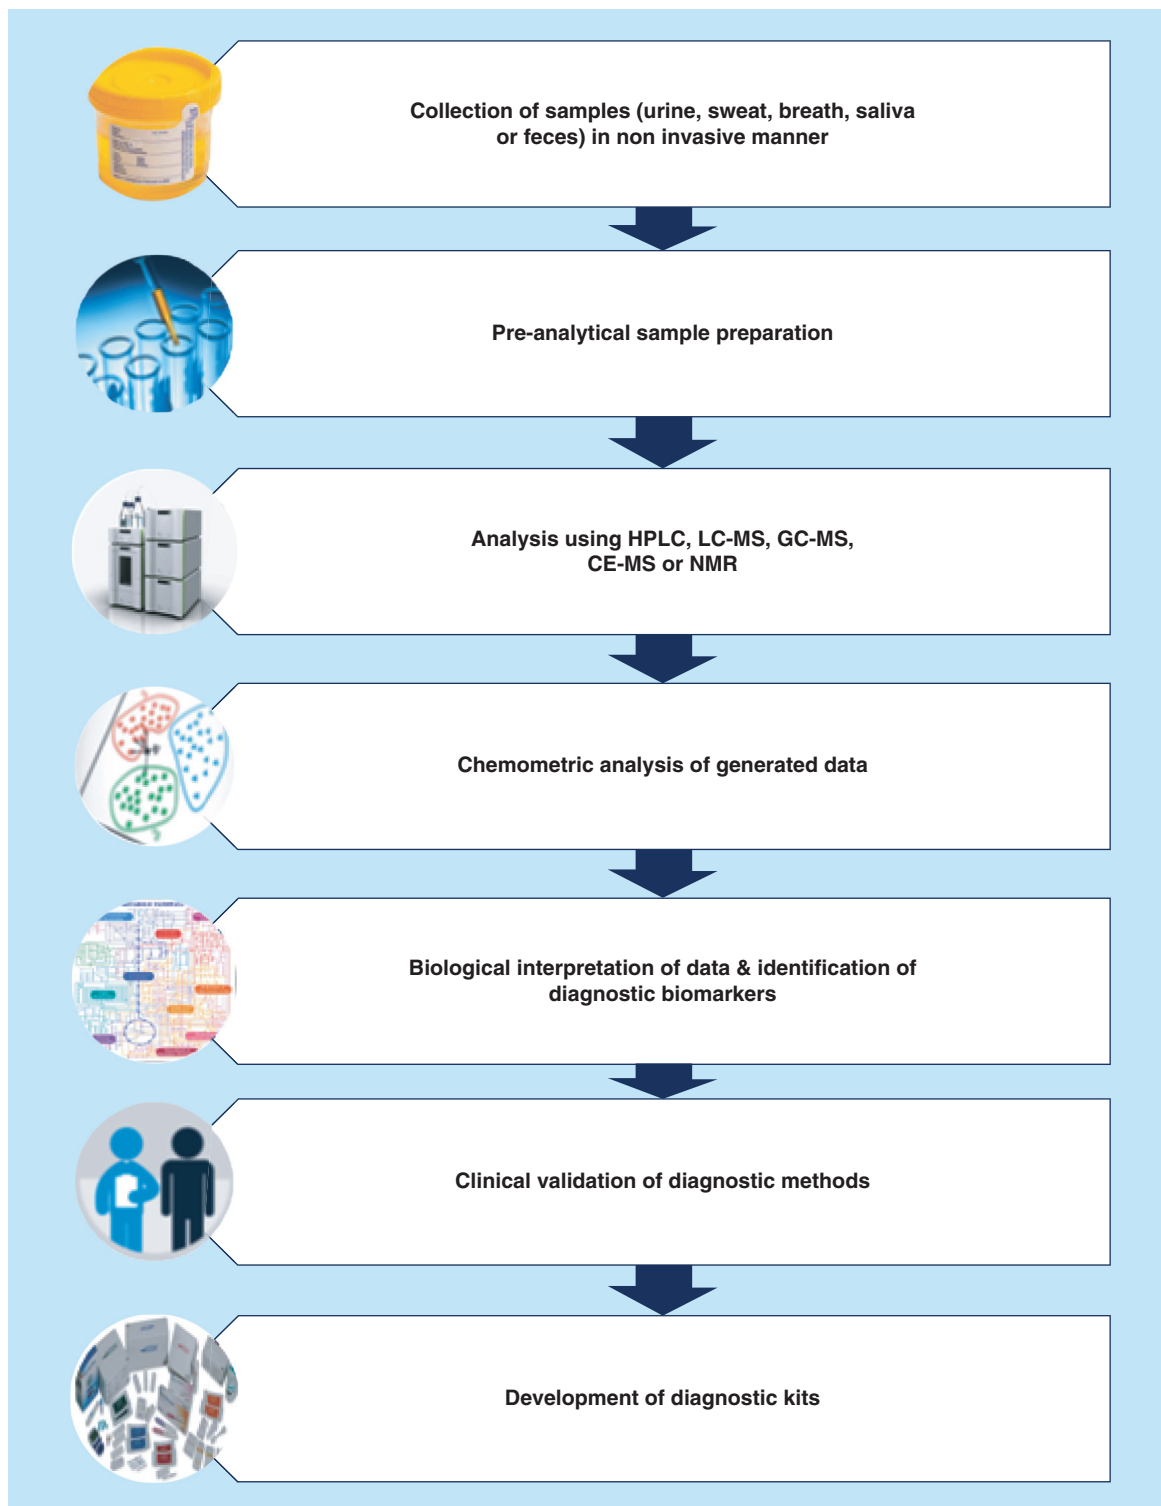 Collection of samples (urine, sweat, breath, saliva
or feces) in non invasive manner
Pre-analytical sample preparation
Analysis using HPLC, LC-MS, GC-MS,
CE-MS or NMR
Chemometric analysis of generated data
Biological interpretation of data & identification of
diagnostic biomarkers
Clinical validation of diagnostic methods
Development of diagnostic kits